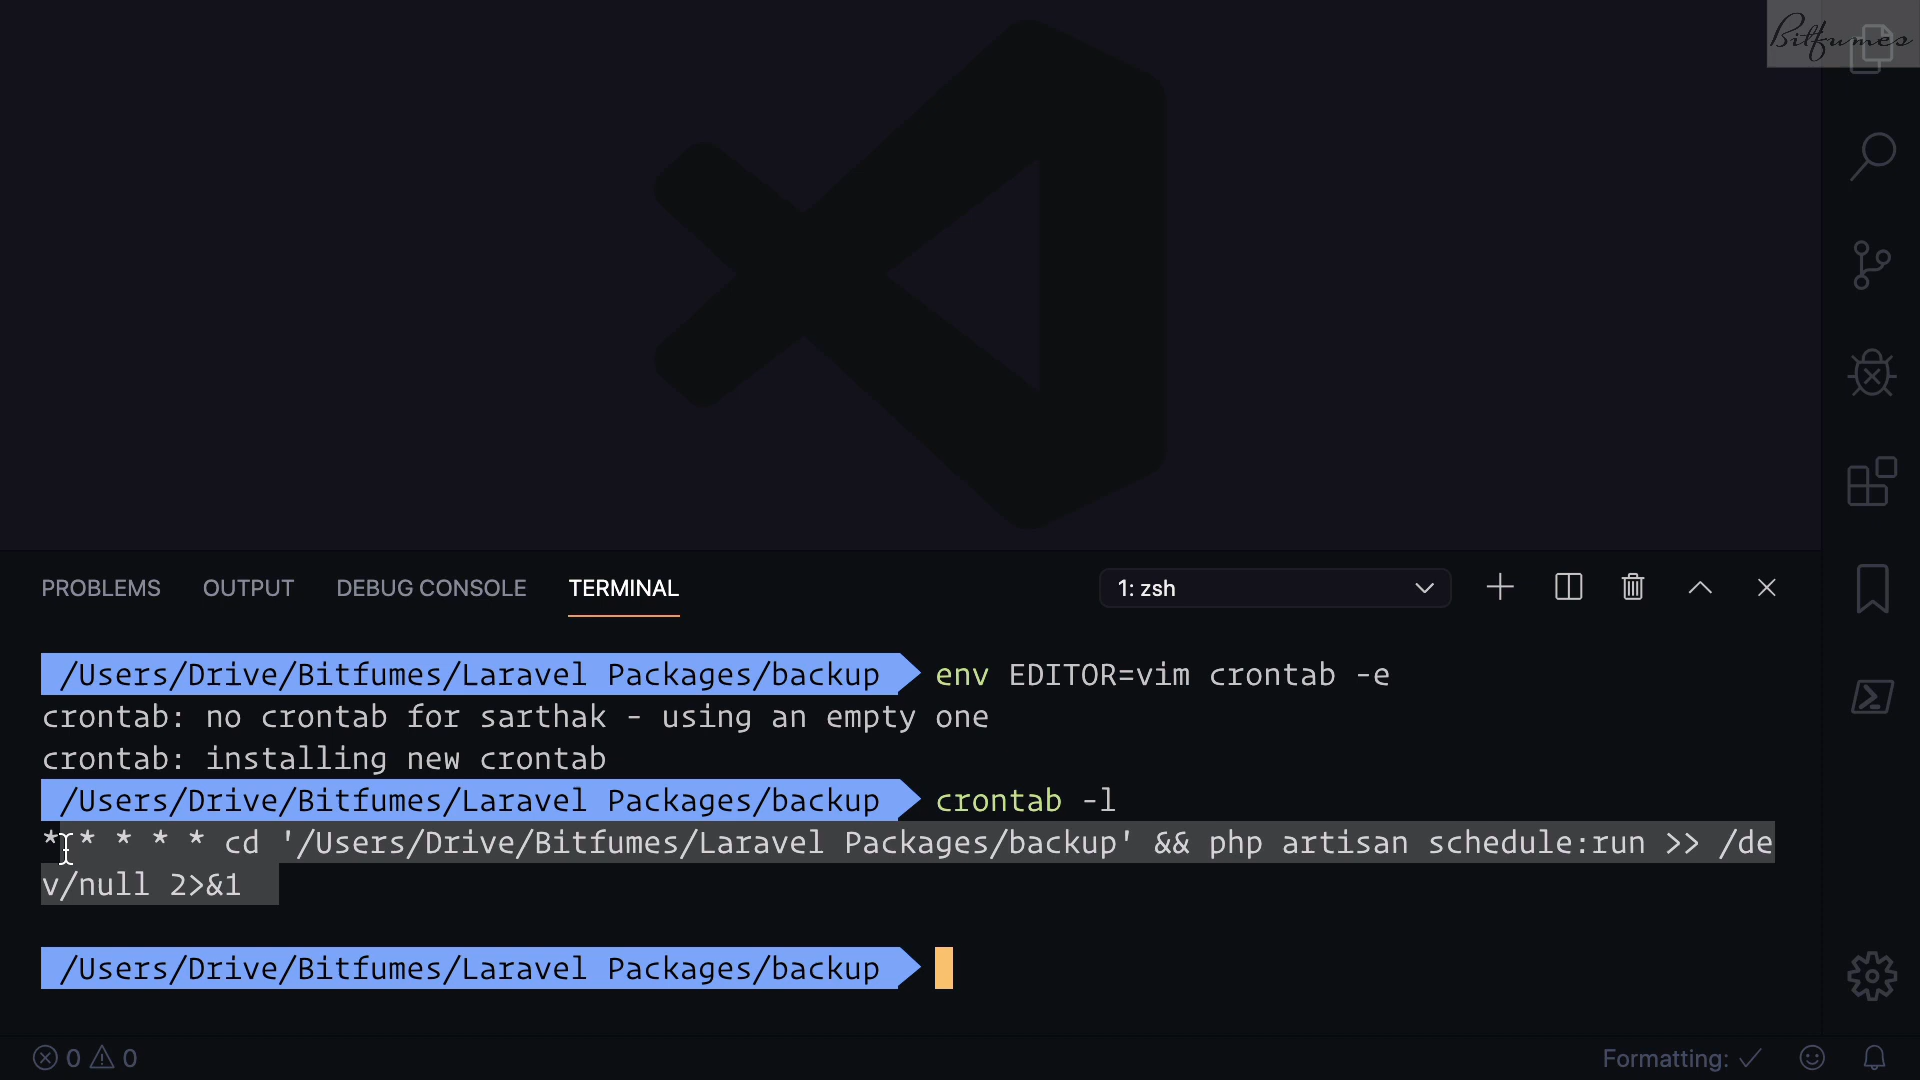 Bitfumes
PROBLEMS OUTPUT DEBUG CONSOLE TERMINAL 1: zsh
/Users/Drive/Bitfumes/Laravel Packages/backup env EDITOR=vim crontab -e
crontab: no crontab for sarthak - using an empty one
crontab: installing new crontab
/Users/Drive/Bitfumes/Laravel Packages/backup crontab -l
* * * * * cd '/Users/Drive/Bitfumes/Laravel Packages/backup' && php artisan schedule:run >> /de
v/null 2>&1
/Users/Drive/Bitfumes/Laravel Packages/backup
0 0 Formatting: ✓